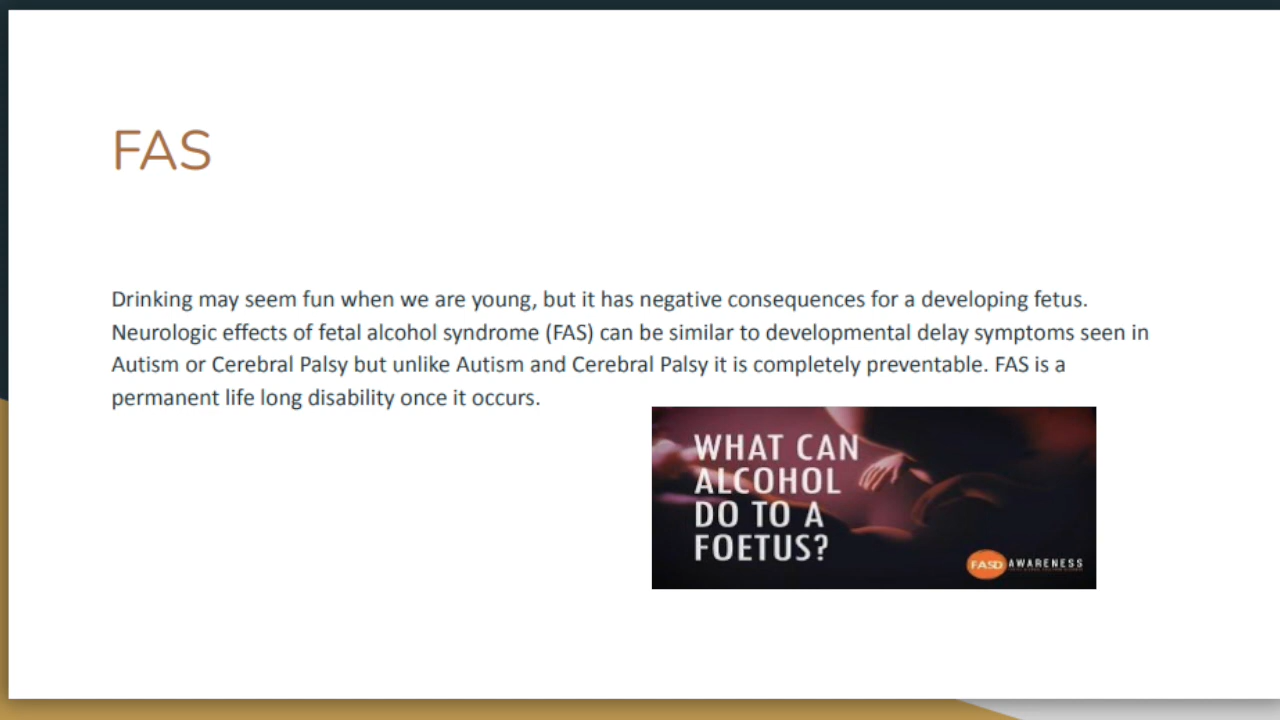 FAS
Drinking may seem fun when we are young, but it has negative consequences for a developing fetus.
Neurologic effects of fetal alcohol syndrome (FAS) can be similar to developmental delay symptoms seen in
Autism or Cerebral Palsy but unlike Autism and Cerebral Palsy it is completely preventable. FAS is a
permanent life long disability once it occurs.
WHAT CAN
ALCOHOL
DO TO A
FOETUS?
FASD AWARENESS